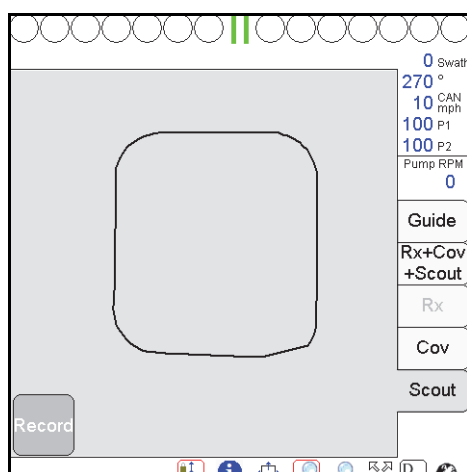 0 Swath
270 °
10 CAN mph
100 P1
100 P2
Pump RPM
0
Guide
Rx+Cov
+Scout
Rx
Cov
Scout
Record
D